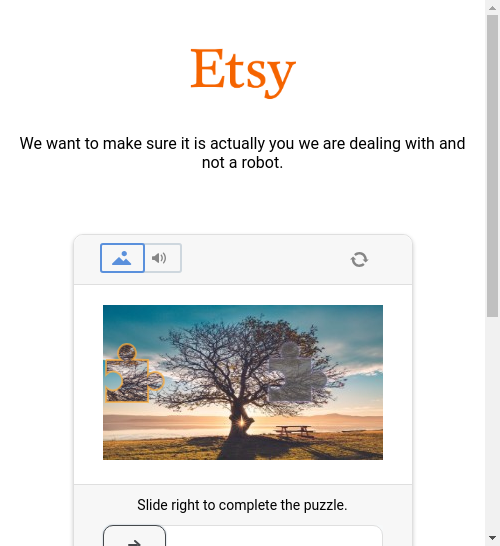 Etsy
We want to make sure it is actually you we are dealing with and
not a robot.
Slide right to complete the puzzle.